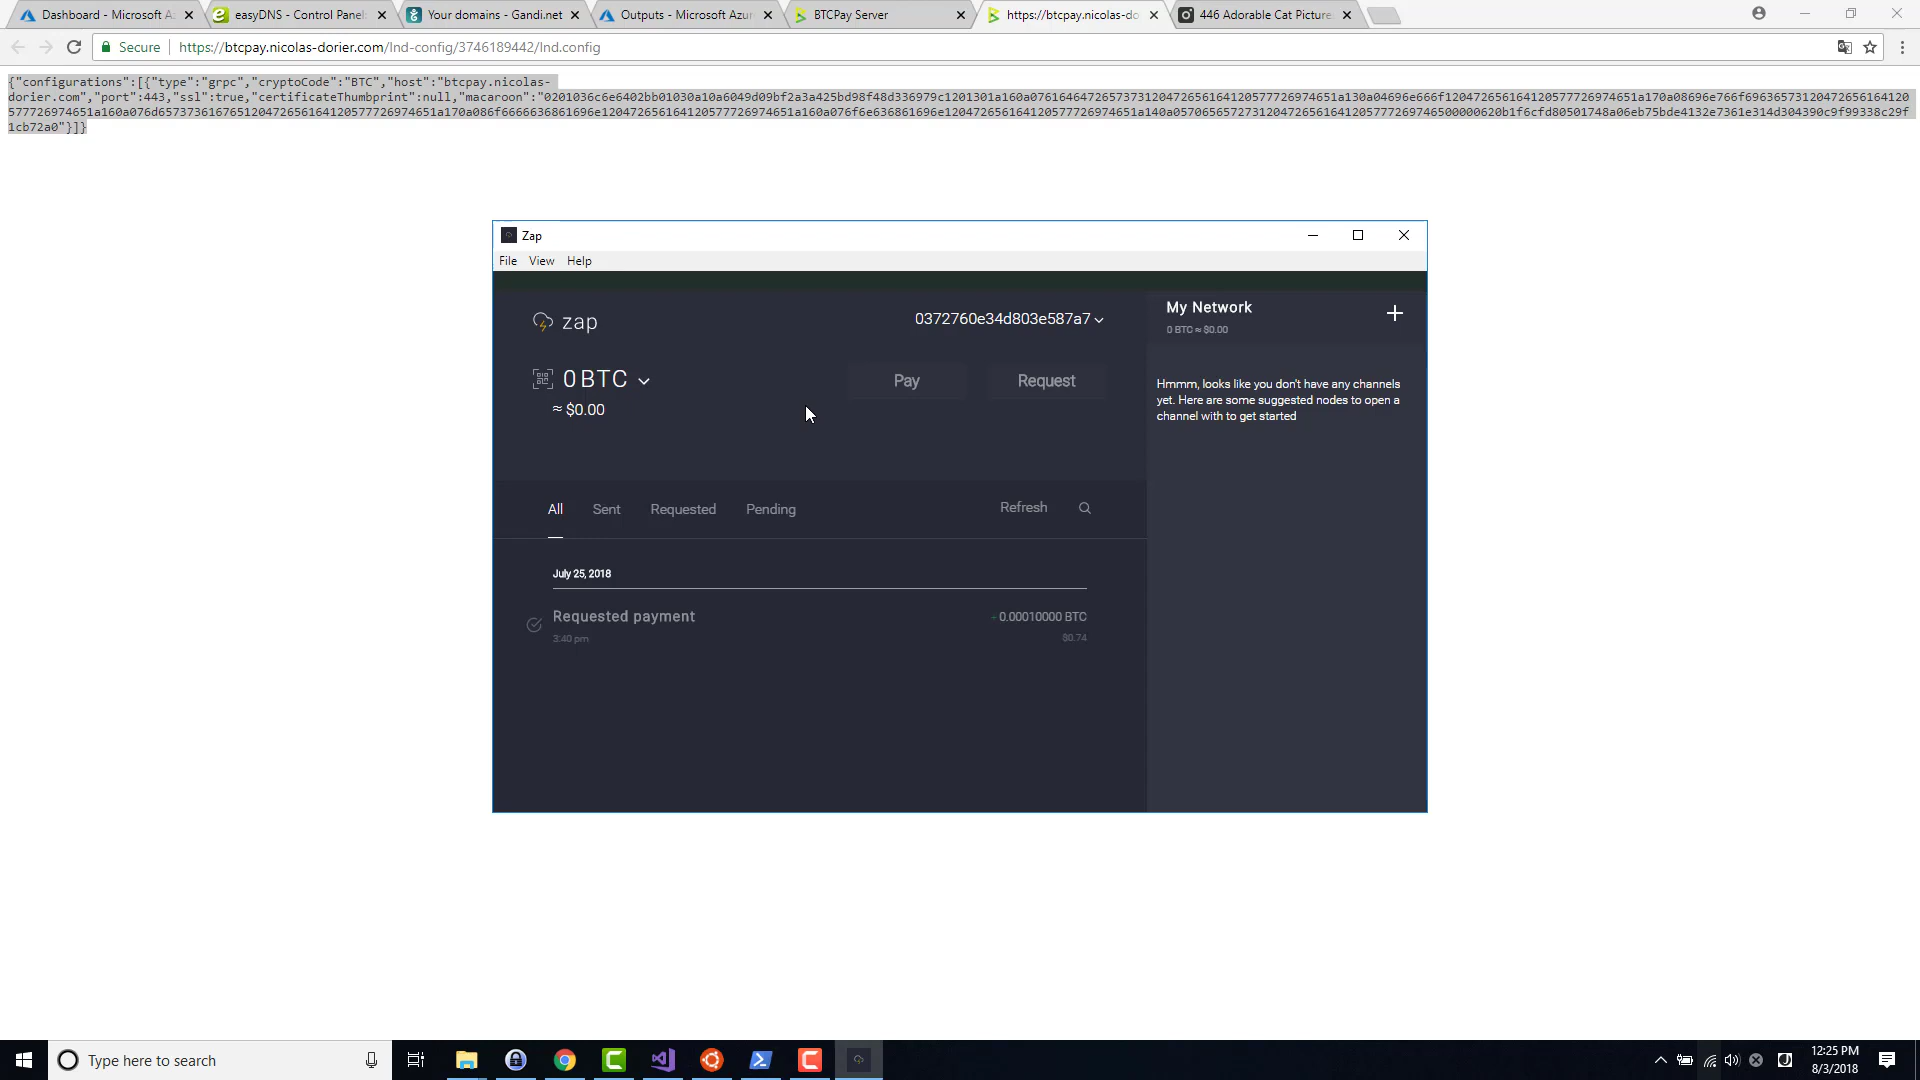 Dashboard - Microsoft A
easyDNS - Control Panel
Your domains - Gandi.net
Outputs - Microsoft Azur
BTCPay Server
https://btcpay.nicolas-do
446 Adorable Cat Picture
Secure
https://btcpay.nicolas-dorier.com/lnd-config/3746189442/lnd.config
{"configurations":[{"type":"grpc","cryptoCode":"BTC","host":"btcpay.nicolas-
dorier.com","port":443,"ssl":true,"certificateThumbprint":null,"macaroon":
Zap
File View Help
zap
0372760e34d803e587a7
My Network
0 BTC ≈ $0.00
0 BTC
≈ $0.00
Pay
Request
Hmmm, looks like you don't have any channels
yet. Here are some suggested nodes to open a
channel with to get started
All Sent Requested Pending
Refresh
July 25, 2018
Requested payment
+ 0.00010000 BTC
3:40 pm
$0.74
Type here to search
12:25 PM
8/3/2018